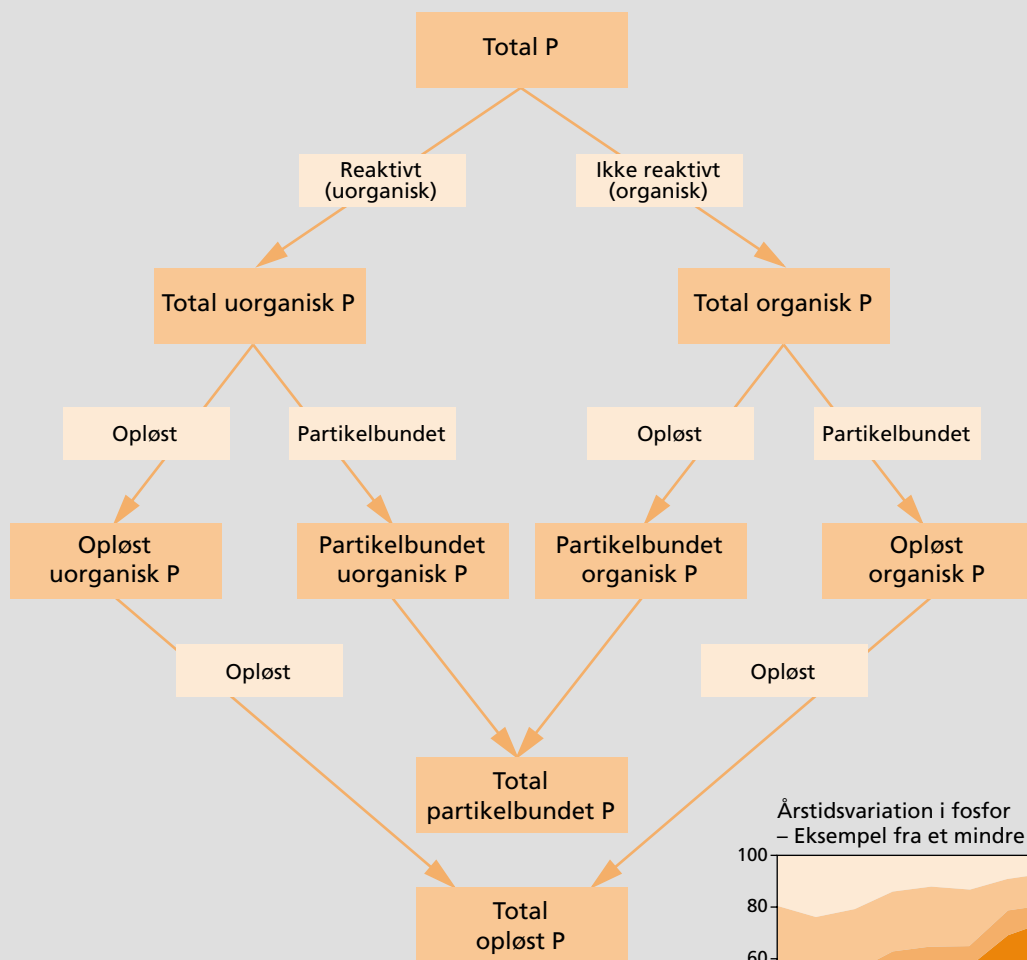 Total P
Reaktivt
(uorganisk)
Ikke reaktivt
(organisk)
Total uorganisk P
Total organisk P
Opløst
Partikelbundet
Opløst
Partikelbundet
Opløst
uorganisk P
Partikelbundet
uorganisk P
Partikelbundet
organisk P
Opløst
organisk P
Opløst
Opløst
Total
partikelbundet P
Total
opløst P
Årstidsvariation i fosfor
– Eksempel fra et mindre
100
80
60